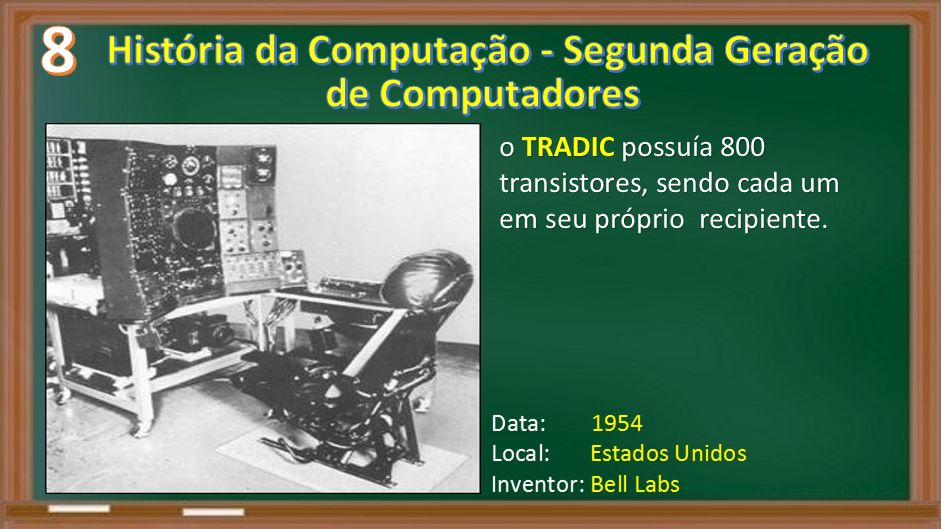 8
História da Computação - Segunda Geração
de Computadores
o TRADIC possuía 800
transistores, sendo cada um
em seu próprio recipiente.
Data: 1954
Local: Estados Unidos
Inventor: Bell Labs